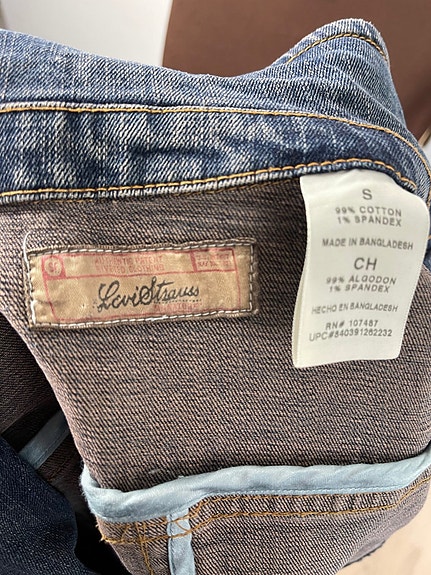 Levi Strauss
S
99% COTTON
1% SPANDEX
MADE IN BANGLADESH
CH
99% ALGODON
1% SPANDEX
HECHO EN BANGLADESH
RN# 107487
UPC#840391262232